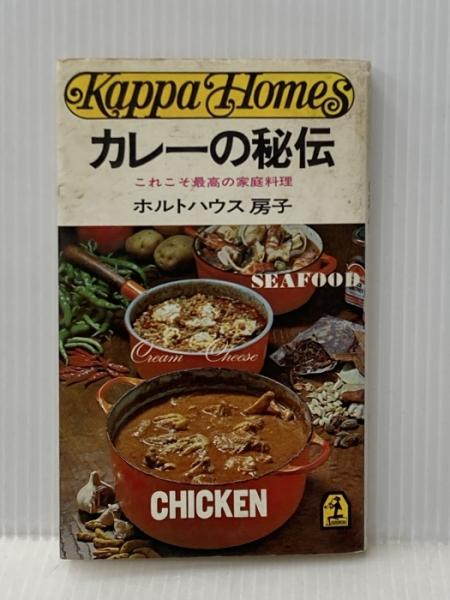 Kappa Homes
カレーの秘伝
これこそ最高の家庭料理
ホルトハウス房子
SEAFOOD
Cream Cheese
CHICKEN